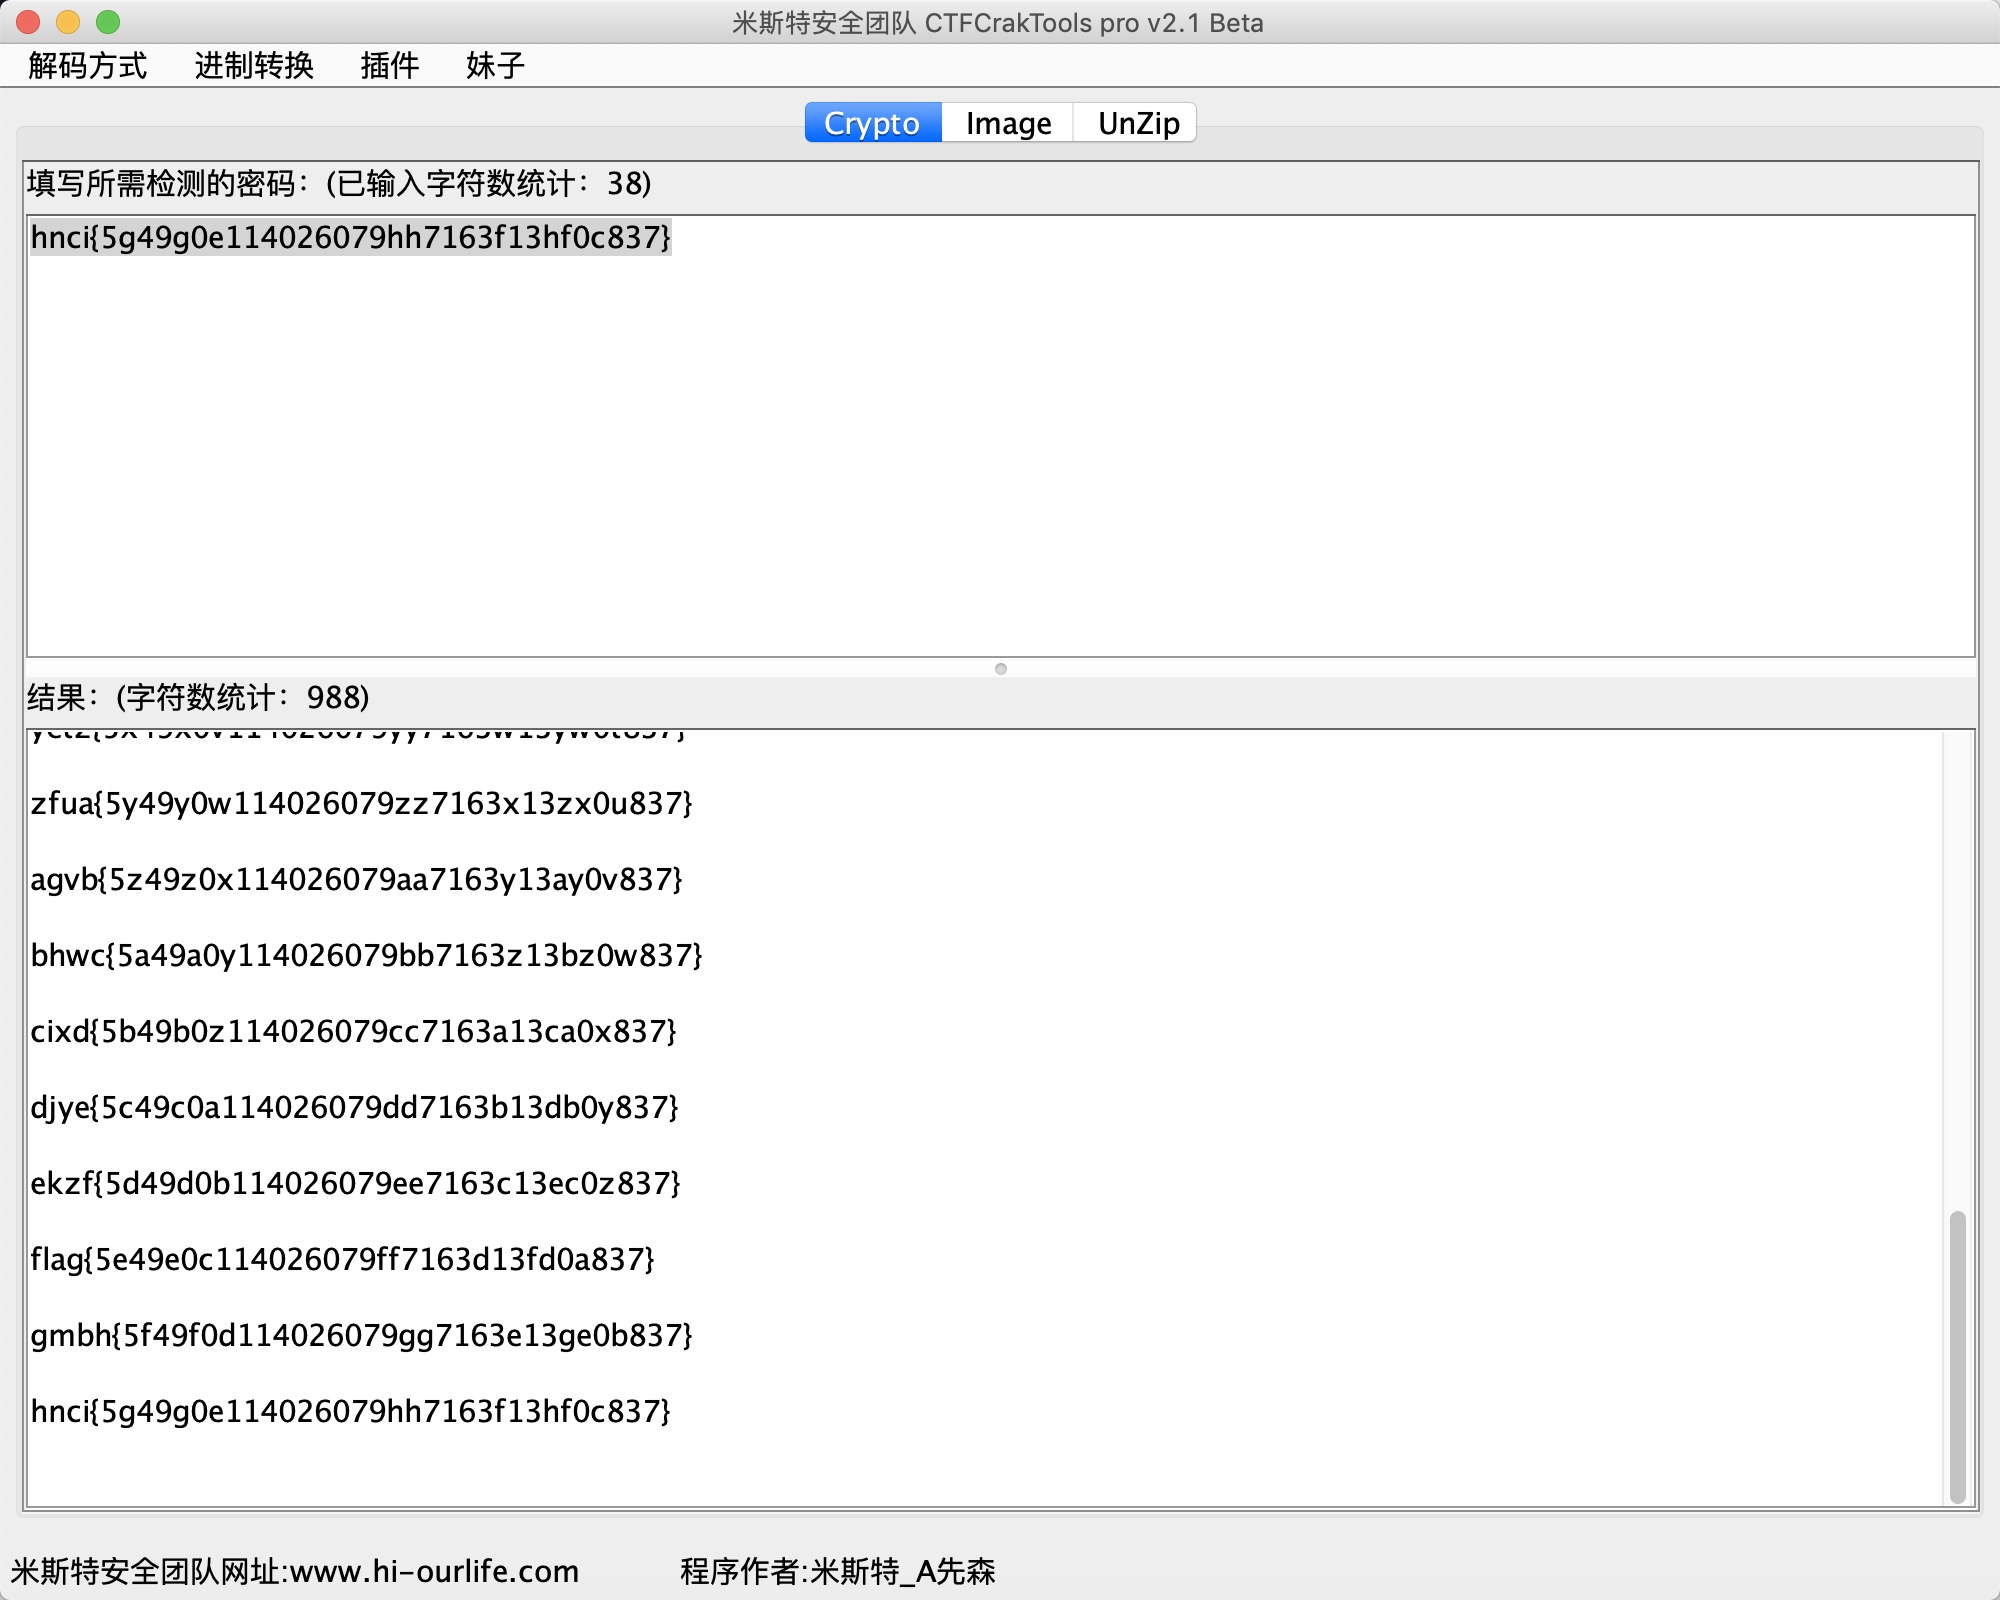 米斯特安全团队 CTFCrakTools pro v2.1 Beta
解码方式 进制转换 插件 妹子
Crypto Image UnZip
填写所需检测的密码：(已输入字符数统计：38)
hnci{5g49g0e114026079hh7163f13hf0c837}
结果：(字符数统计：988)
zfua{5y49y0w114026079zz7163x13zx0u837}
agvb{5z49z0x114026079aa7163y13ay0v837}
bhwc{5a49a0y114026079bb7163z13bz0w837}
cixd{5b49b0z114026079cc7163a13ca0x837}
djye{5c49c0a114026079dd7163b13db0y837}
ekzf{5d49d0b114026079ee7163c13ec0z837}
flag{5e49e0c114026079ff7163d13fd0a837}
gmbh{5f49f0d114026079gg7163e13ge0b837}
hnci{5g49g0e114026079hh7163f13hf0c837}
米斯特安全团队网址:www.hi-ourlife.com 程序作者:米斯特_A先森